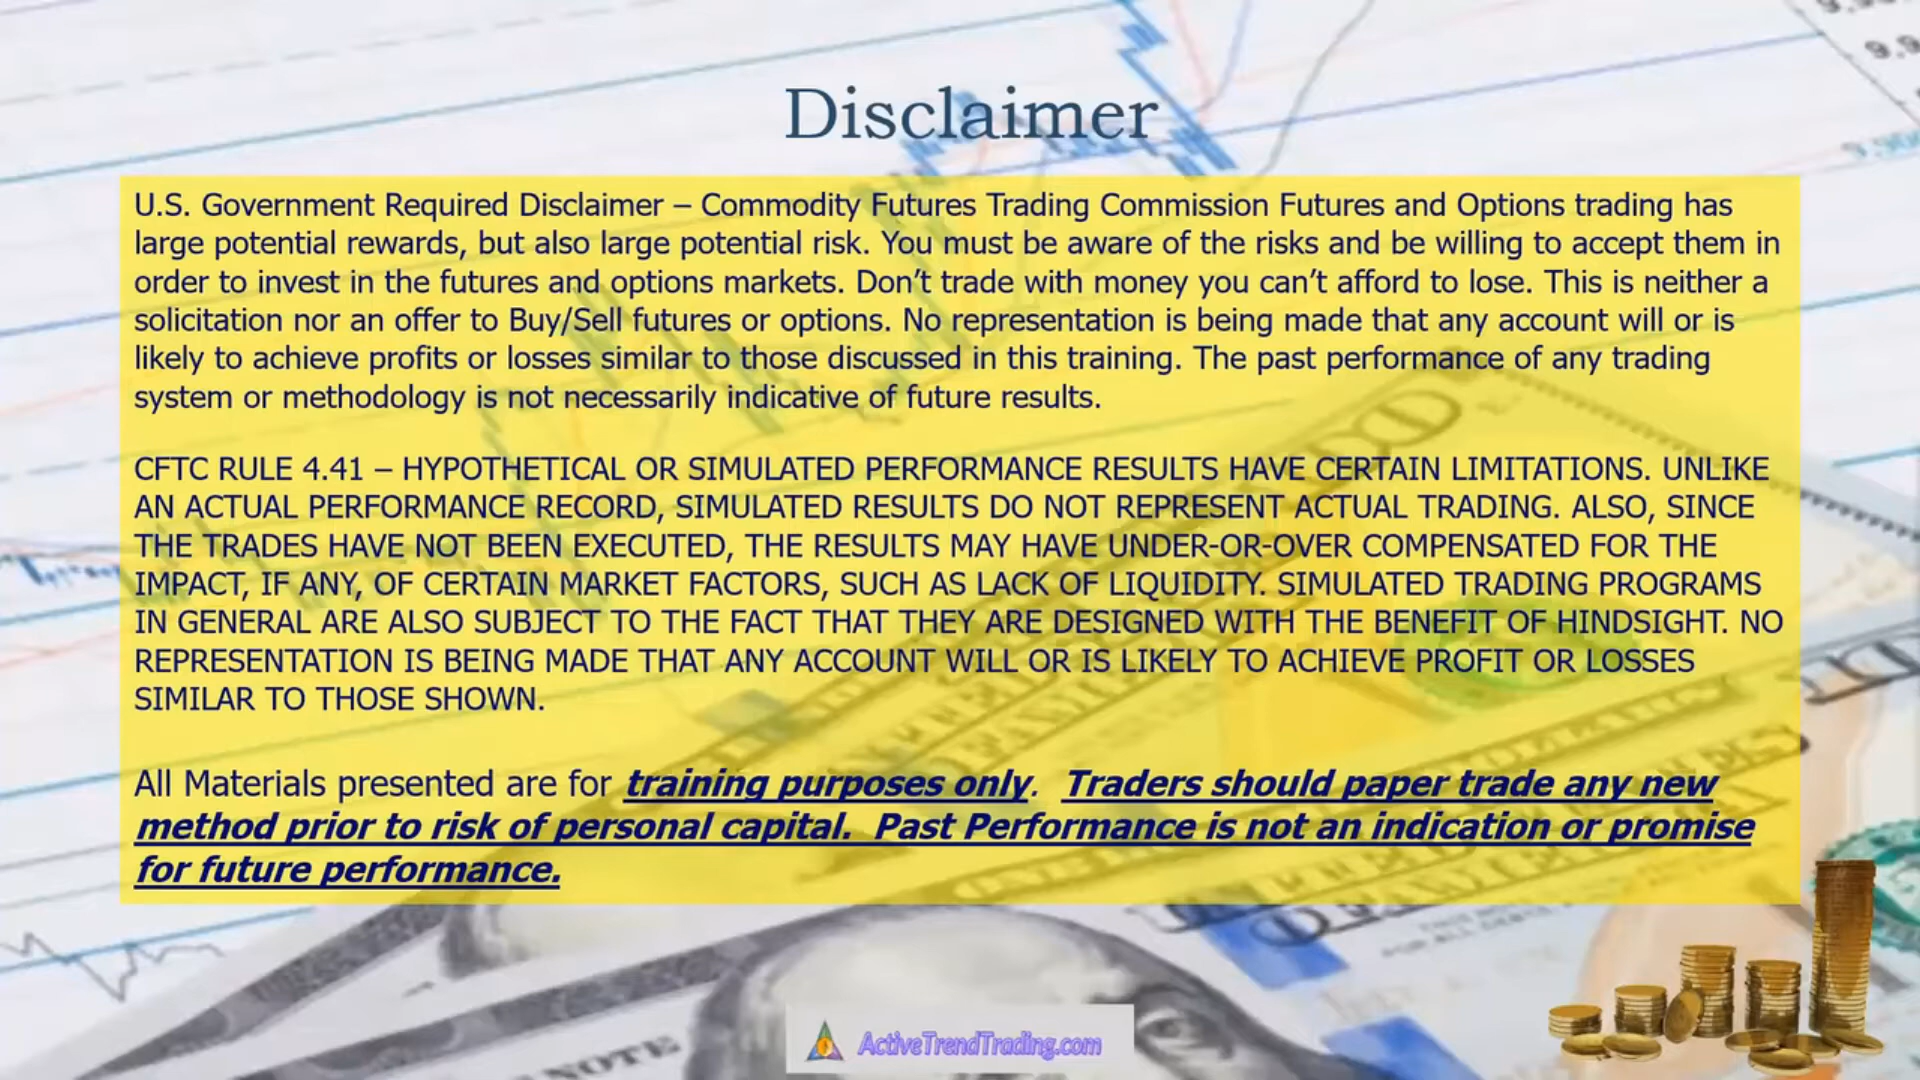 Disclaimer
U.S. Government Required Disclaimer – Commodity Futures Trading Commission Futures and Options trading has
large potential rewards, but also large potential risk. You must be aware of the risks and be willing to accept them in
order to invest in the futures and options markets. Don't trade with money you can't afford to lose. This is neither a
solicitation nor an offer to Buy/Sell futures or options. No representation is being made that any account will or is
likely to achieve profits or losses similar to those discussed in this training. The past performance of any trading
system or methodology is not necessarily indicative of future results.
CFTC RULE 4.41 – HYPOTHETICAL OR SIMULATED PERFORMANCE RESULTS HAVE CERTAIN LIMITATIONS. UNLIKE
AN ACTUAL PERFORMANCE RECORD, SIMULATED RESULTS DO NOT REPRESENT ACTUAL TRADING. ALSO, SINCE
THE TRADES HAVE NOT BEEN EXECUTED, THE RESULTS MAY HAVE UNDER-OR-OVER COMPENSATED FOR THE
IMPACT, IF ANY, OF CERTAIN MARKET FACTORS, SUCH AS LACK OF LIQUIDITY. SIMULATED TRADING PROGRAMS
IN GENERAL ARE ALSO SUBJECT TO THE FACT THAT THEY ARE DESIGNED WITH THE BENEFIT OF HINDSIGHT. NO
REPRESENTATION IS BEING MADE THAT ANY ACCOUNT WILL OR IS LIKELY TO ACHIEVE PROFIT OR LOSSES
SIMILAR TO THOSE SHOWN.
All Materials presented are for training purposes only. Traders should paper trade any new
method prior to risk of personal capital. Past Performance is not an indication or promise
for future performance.
NOTE
ActiveTrendTrading.com